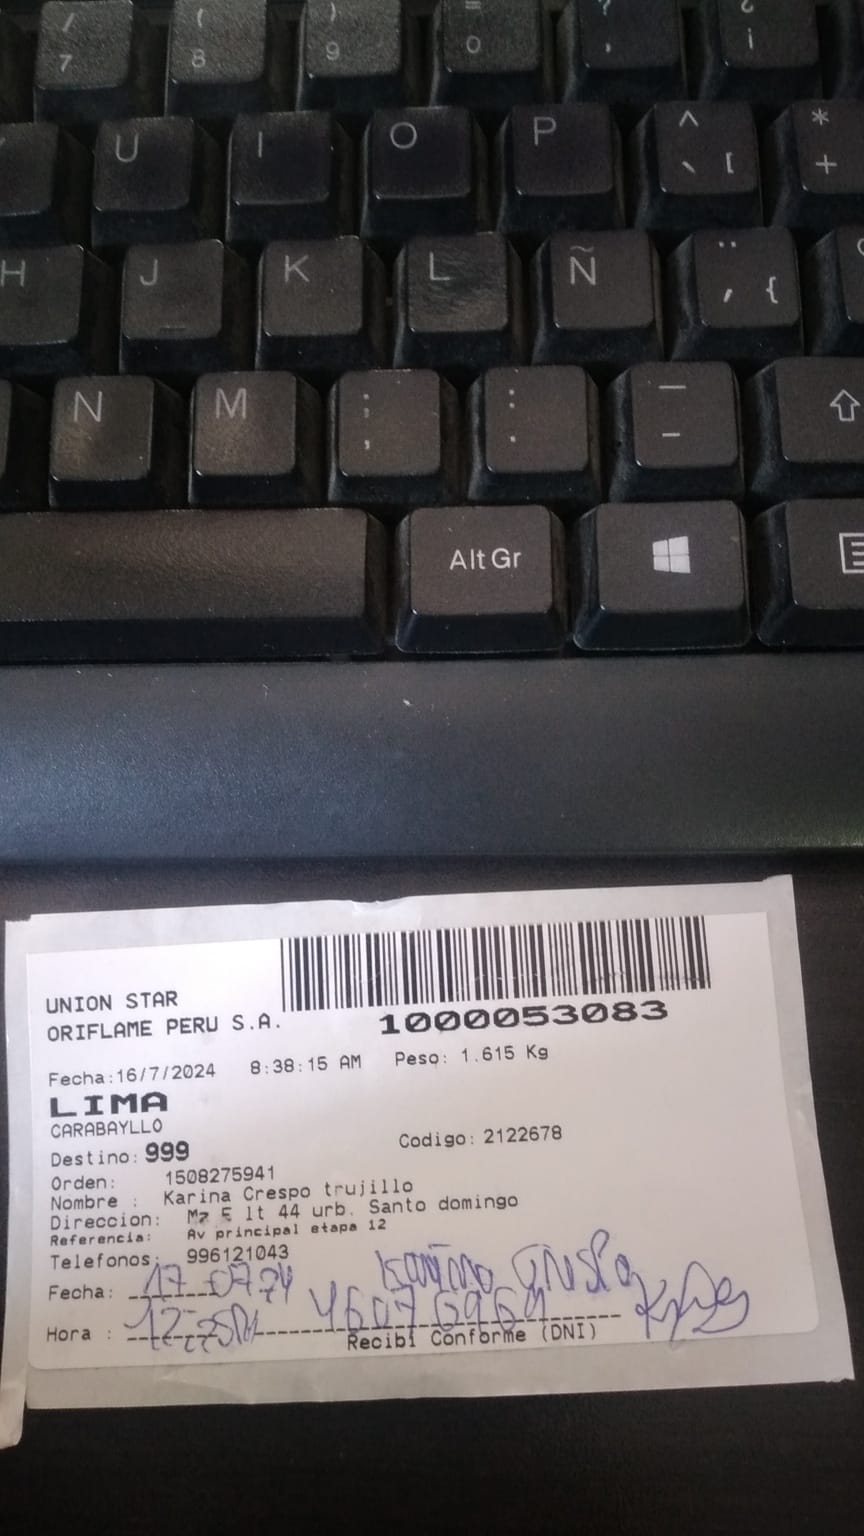 / ( ) = ? ¿
7 8 9 0 ' ¡
U I O P ^ ` [ * +
H J K L Ñ ¨ ´ {
N M ; , : . _ -
Alt Gr
UNION STAR
ORIFLAME PERU S.A.
1000053083
Fecha:16/7/2024 8:38:15 AM Peso: 1.615 Kg
LIMA
CARABAYLLO
Destino: 999 Codigo: 2122678
Orden: 1508275941
Nombre : Karina Crespo trujillo
Direccion: Mz E lt 44 urb. Santo domingo
Referencia: Av principal etapa 12
Telefonos: 996121043
Fecha: 17-07-24 Karina Crespo
Hora : 46076969
Recibi Conforme (DNI)